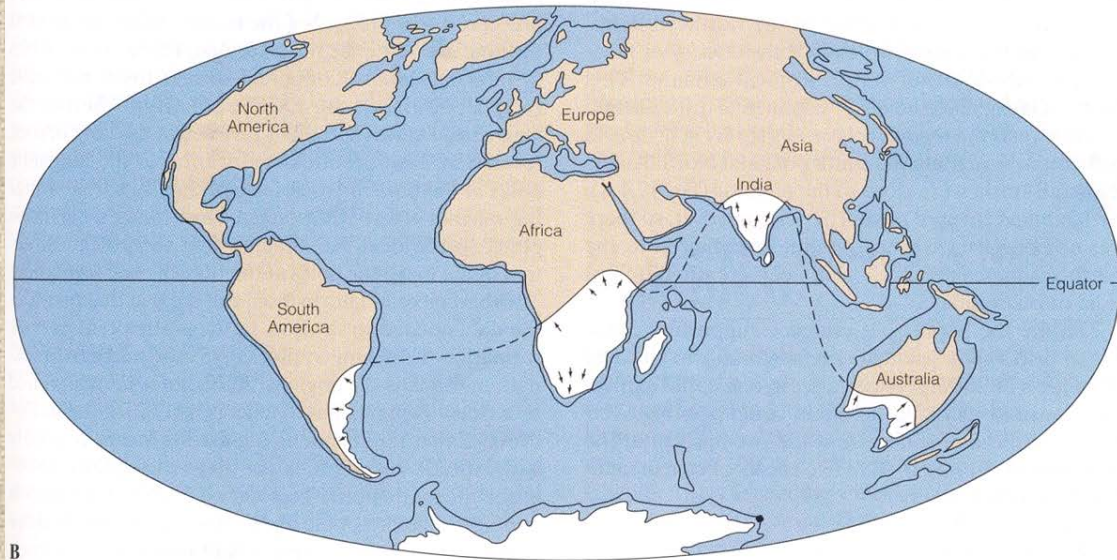 North
America
Europe
Asia
India
Africa
Equator
South
America
Australia
B